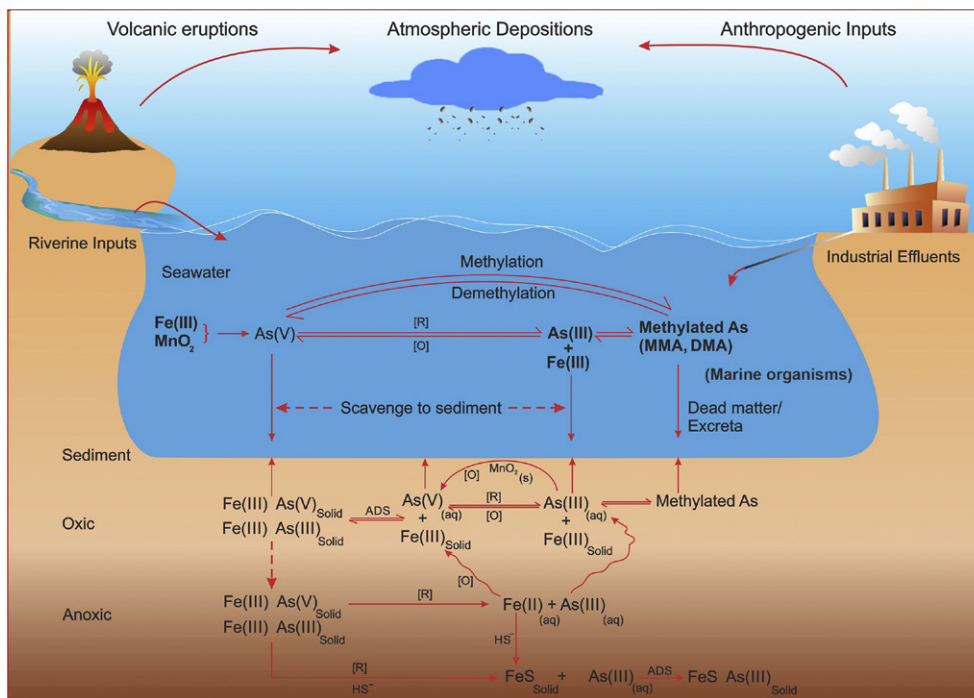 Volcanic eruptions
Atmospheric Depositions
Anthropogenic Inputs
Riverine Inputs
Industrial Effluents
Seawater
Methylation
Demethylation
Fe(III)
MnO₂
As(V)
[R]
[O]
As(III)
+
Fe(III)
Methylated As
(MMA, DMA)
(Marine organisms)
Scavenge to sediment
Dead matter/
Excreta
Sediment
Oxic
Fe(III) As(V)Solid
Fe(III) As(III)Solid
ADS
As(V)(aq)
+
Fe(III)Solid
[O] MnO₂(s)
[R]
[O]
As(III)(aq)
+
Fe(III)Solid
Methylated As
[O]
Anoxic
Fe(III) As(V)Solid
Fe(III) As(III)Solid
[R]
Fe(II)(aq) + As(III)(aq)
HS⁻
[R]
HS⁻
FeSSolid + As(III)(aq)
ADS
FeS As(III)Solid